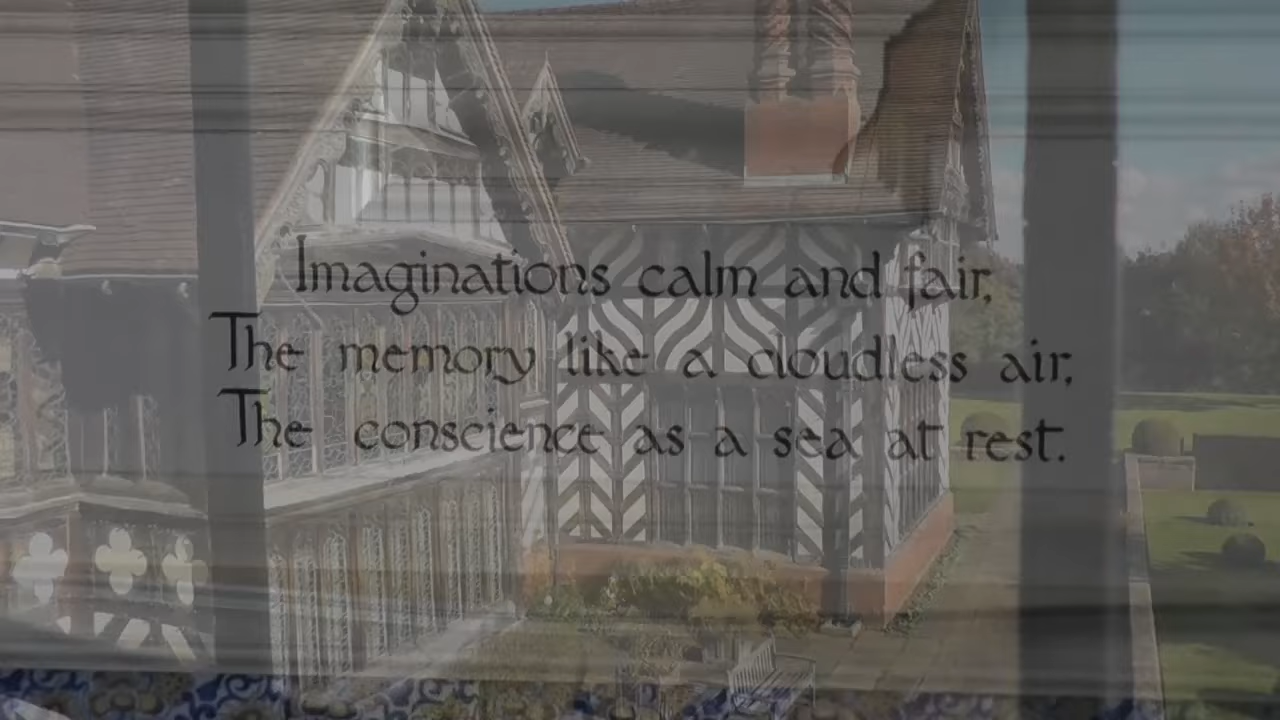 Imaginations calm and fair,
The memory like a cloudless air,
The conscience as a sea at rest.